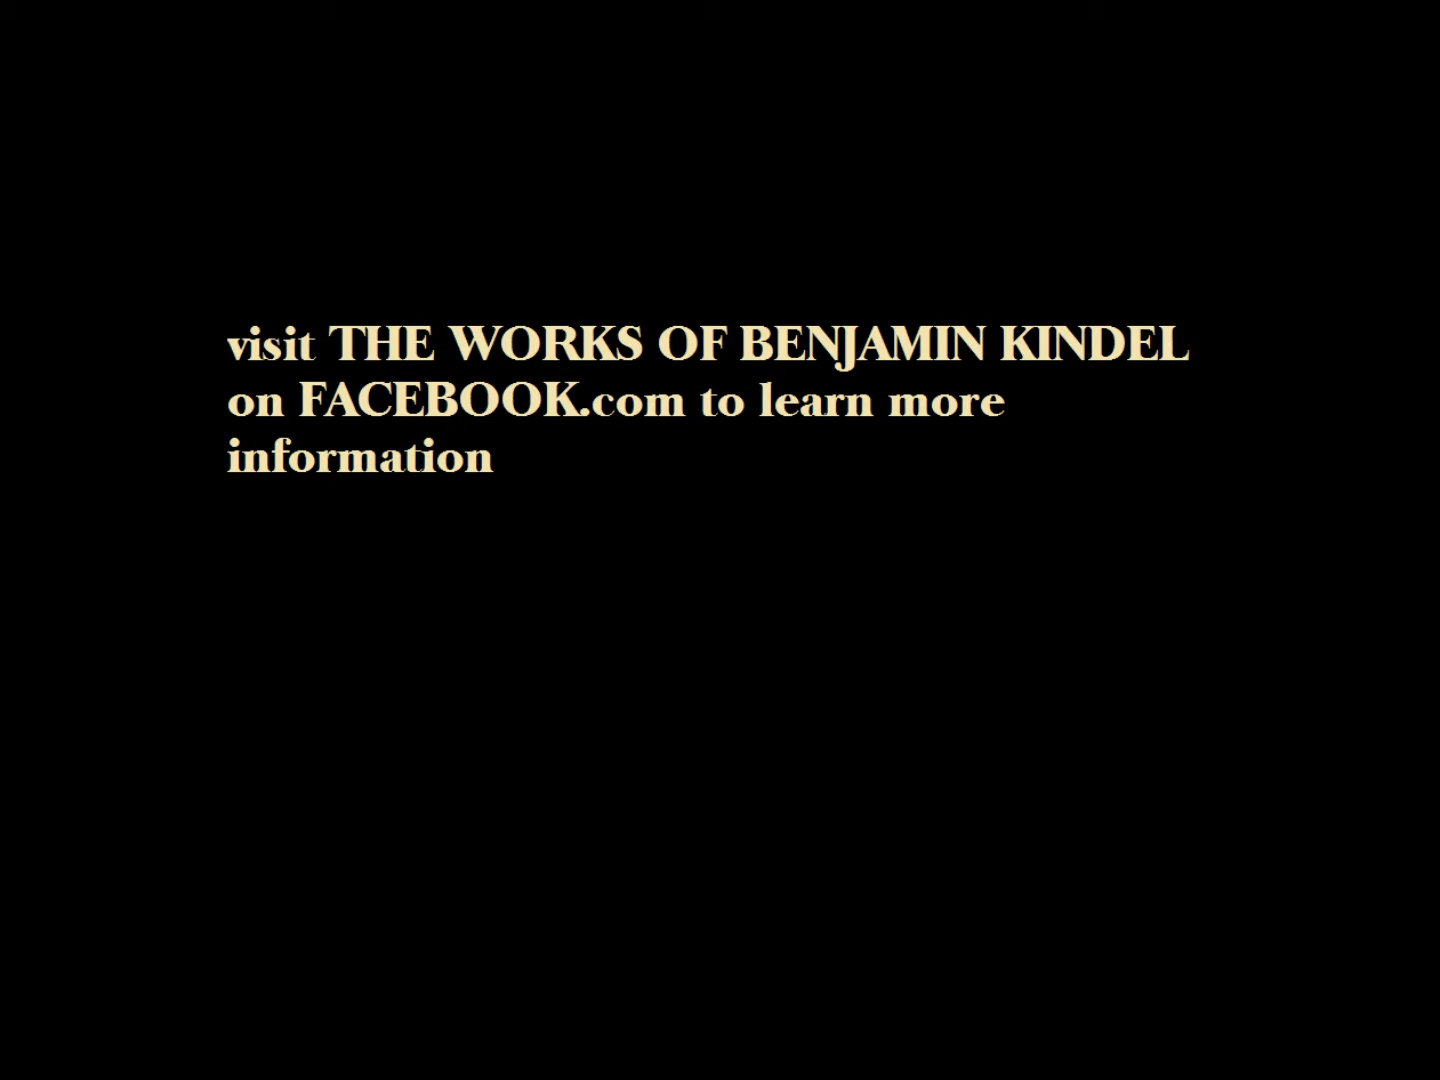 visit THE WORKS OF BENJAMIN KINDEL
on FACEBOOK.com to learn more
information